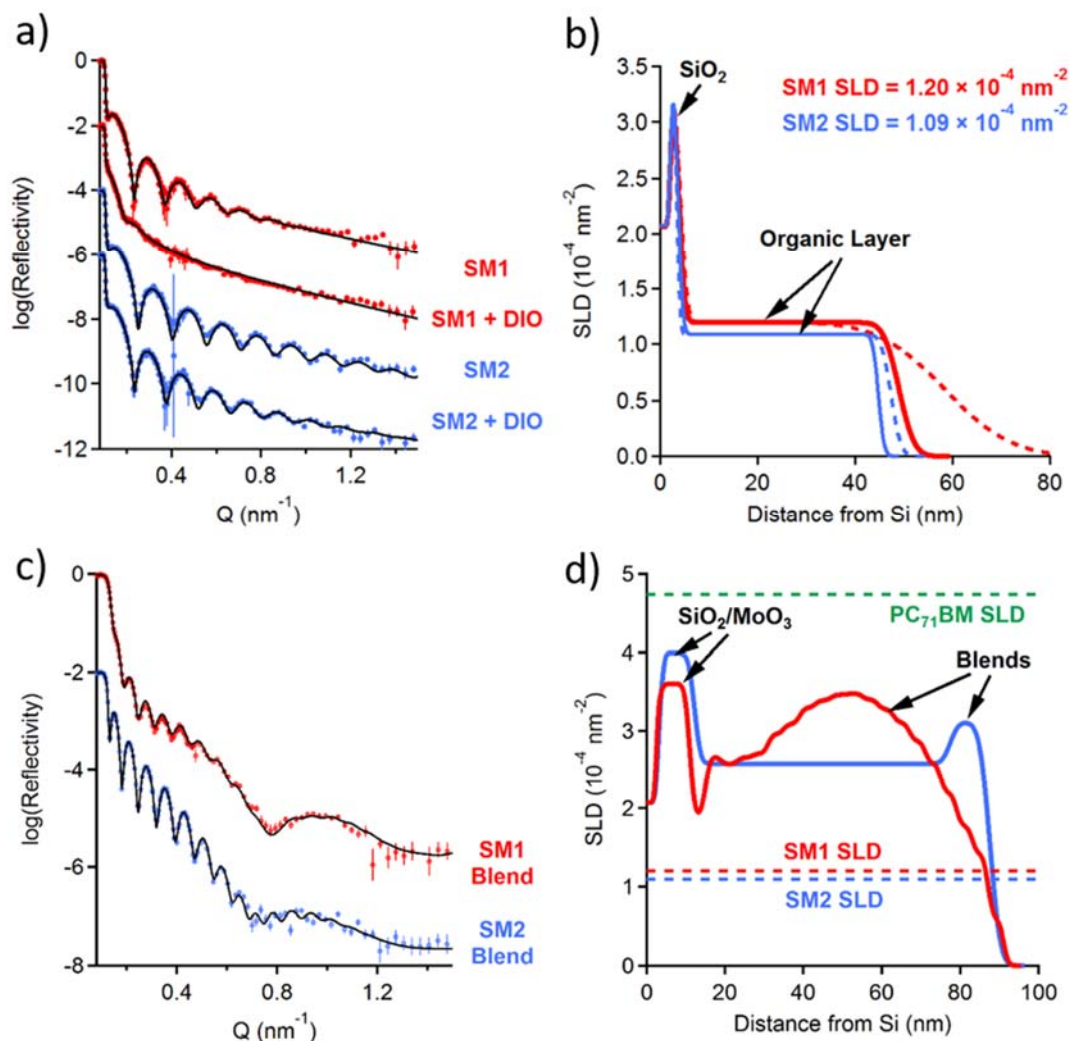 a)
0
-2
-4
-6
-8
-10
-12
log(Reflectivity)
0.4
0.8
1.2
Q (nm⁻¹)
SM1
SM1 + DIO
SM2
SM2 + DIO
b)
3.5
3.0
2.5
2.0
1.5
1.0
0.5
0.0
SLD (10⁻⁴ nm⁻²)
0
20
40
60
80
Distance from Si (nm)
SiO₂
SM1 SLD = 1.20 × 10⁻⁴ nm⁻²
SM2 SLD = 1.09 × 10⁻⁴ nm⁻²
Organic Layer
c)
0
-2
-4
-6
-8
log(Reflectivity)
0.4
0.8
1.2
Q (nm⁻¹)
SM1
Blend
SM2
Blend
d)
5
4
3
2
1
0
SLD (10⁻⁴ nm⁻²)
0
20
40
60
80
100
Distance from Si (nm)
PC₇₁BM SLD
SiO₂/MoO₃
Blends
SM1 SLD
SM2 SLD